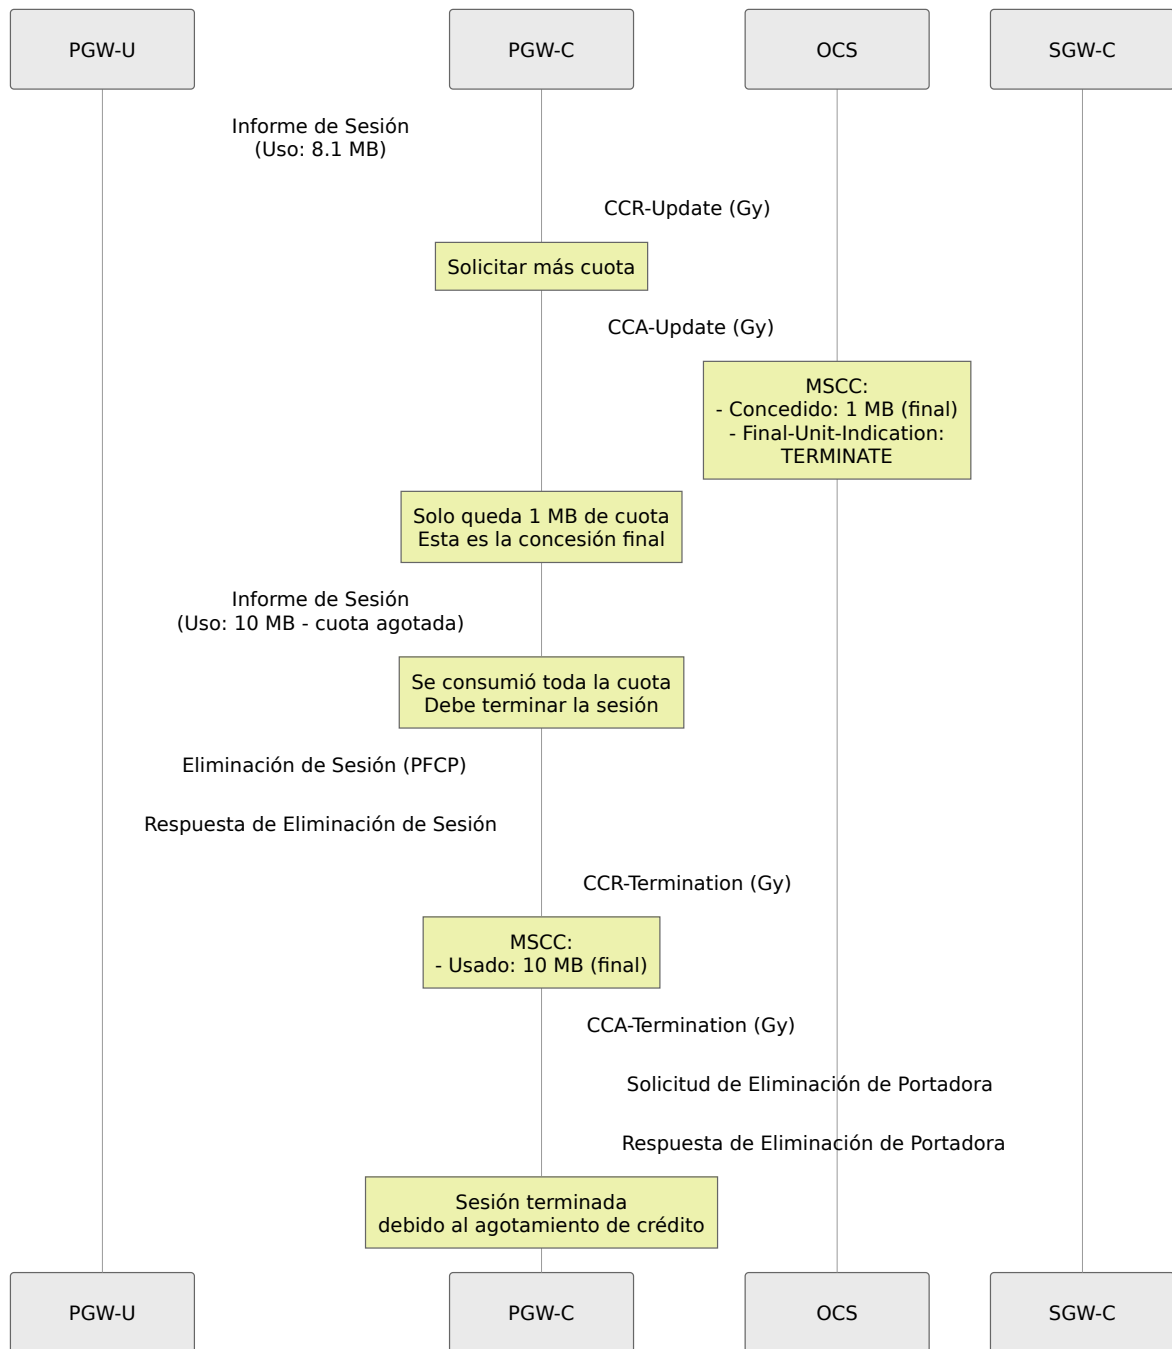 PGW-U
PGW-C
OCS
SGW-C
Informe de Sesión
(Uso: 8.1 MB)
CCR-Update (Gy)
Solicitar más cuota
CCA-Update (Gy)
MSCC:
- Concedido: 1 MB (final)
- Final-Unit-Indication:
TERMINATE
Solo queda 1 MB de cuota
Esta es la concesión final
Informe de Sesión
(Uso: 10 MB - cuota agotada)
Se consumió toda la cuota
Debe terminar la sesión
Eliminación de Sesión (PFCP)
Respuesta de Eliminación de Sesión
CCR-Termination (Gy)
MSCC:
- Usado: 10 MB (final)
CCA-Termination (Gy)
Solicitud de Eliminación de Portadora
Respuesta de Eliminación de Portadora
Sesión terminada
debido al agotamiento de crédito
PGW-U
PGW-C
OCS
SGW-C